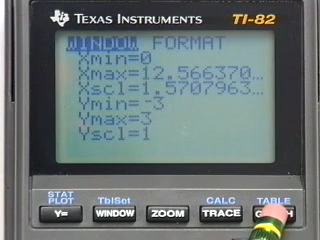 TEXAS INSTRUMENTS TI-82
WINDOW FORMAT
Xmin=0
Xmax=12.566370…
Xscl=1.5707963…
Ymin=-3
Ymax=3
Yscl=1
STAT PLOT TblSet CALC TABLE
Y= WINDOW ZOOM TRACE